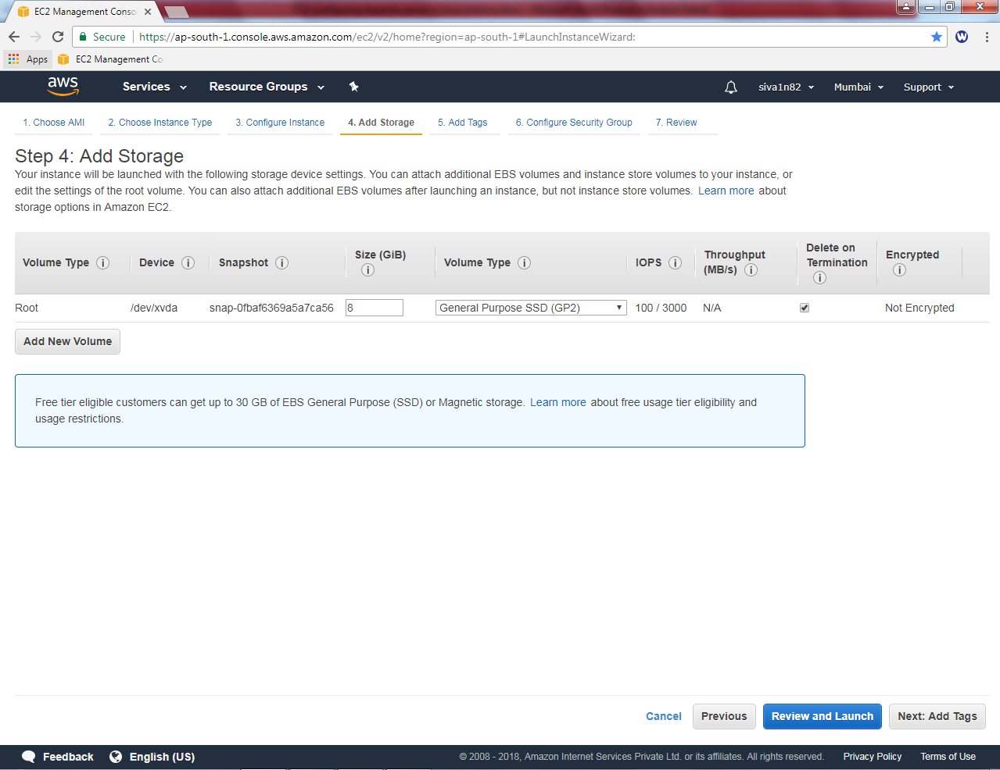 EC2 Management Conso
Secure https://ap-south-1.console.aws.amazon.com/ec2/v2/home?region=ap-south-1#LaunchInstanceWizard:
W
Apps EC2 Management Co
aws Services Resource Groups siva1n82 Mumbai Support
1. Choose AMI 2. Choose Instance Type 3. Configure Instance 4. Add Storage 5. Add Tags 6. Configure Security Group 7. Review
Step 4: Add Storage
Your instance will be launched with the following storage device settings. You can attach additional EBS volumes and instance store volumes to your instance, or
edit the settings of the root volume. You can also attach additional EBS volumes after launching an instance, but not instance store volumes. Learn more about
storage options in Amazon EC2.
Volume Type i Device i Snapshot i Size (GiB) i Volume Type i IOPS i Throughput (MB/s) i Delete on Termination i Encrypted i
Root /dev/xvda snap-0fbaf6369a5a7ca56 8 General Purpose SSD (GP2) 100 / 3000 N/A Not Encrypted
Add New Volume
Free tier eligible customers can get up to 30 GB of EBS General Purpose (SSD) or Magnetic storage. Learn more about free usage tier eligibility and
usage restrictions.
Cancel Previous Review and Launch Next: Add Tags
Feedback English (US) © 2008 - 2018, Amazon Internet Services Private Ltd. or its affiliates. All rights reserved. Privacy Policy Terms of Use